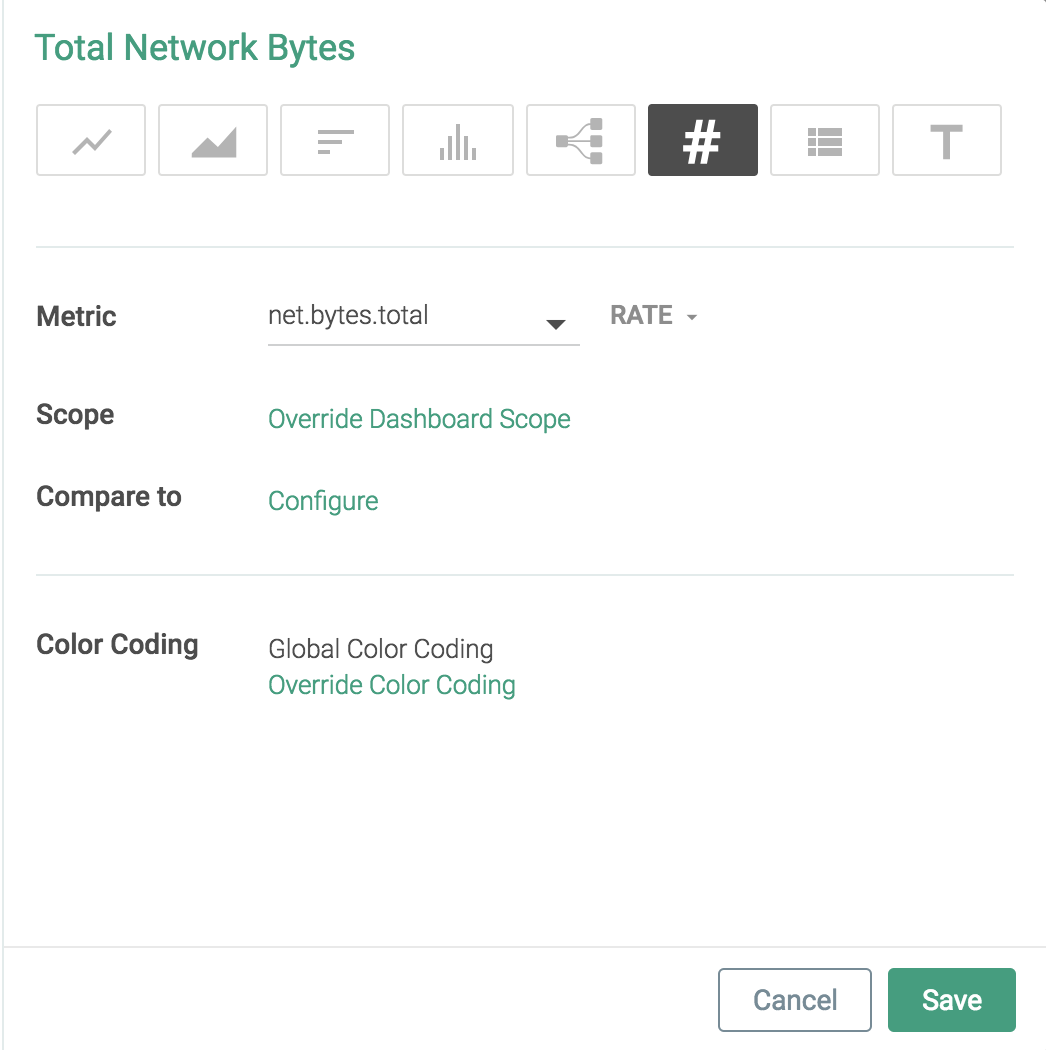 Total Network Bytes
#
T
Metric net.bytes.total RATE
Scope Override Dashboard Scope
Compare to Configure
Color Coding Global Color Coding
Override Color Coding
Cancel Save